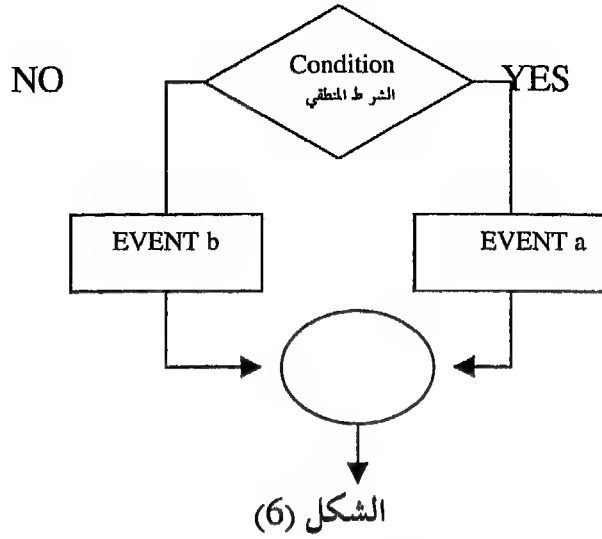 Condition
NO
YES
الشرط المنطقي
EVENT b
EVENT a
الشكل (6)